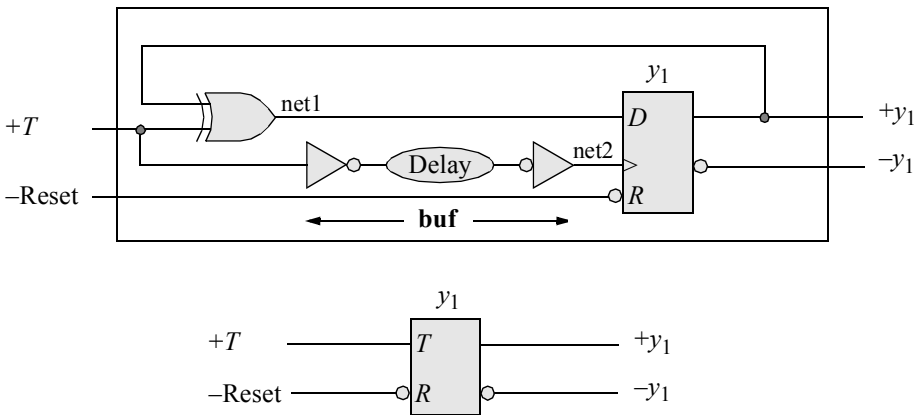 y1
net1
+T
D
+y1
Delay
net2
–y1
–Reset
R
buf
y1
+T
T
+y1
–Reset
R
–y1